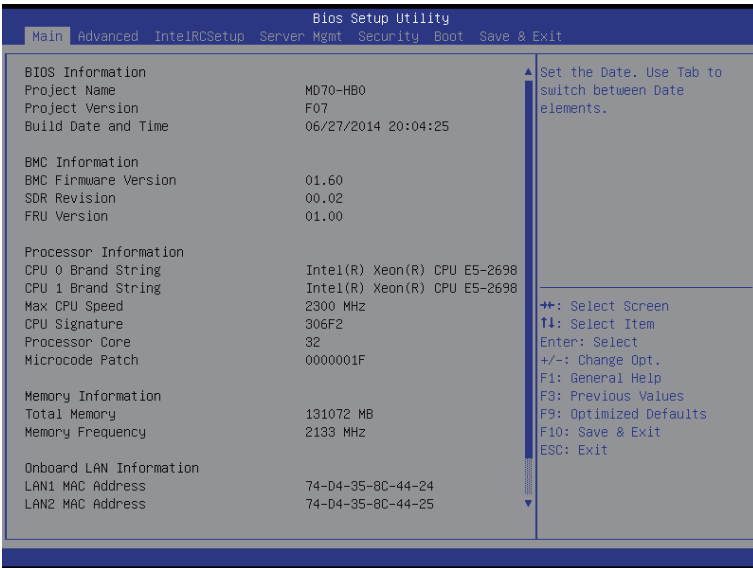 Bios Setup Utility
Main Advanced IntelRCSetup Server Mgmt Security Boot Save & Exit
BIOS Information
Project Name MD70-HB0
Project Version F07
Build Date and Time 06/27/2014 20:04:25
BMC Information
BMC Firmware Version 01.60
SDR Revision 00.02
FRU Version 01.00
Processor Information
CPU 0 Brand String Intel(R) Xeon(R) CPU E5-2698
CPU 1 Brand String Intel(R) Xeon(R) CPU E5-2698
Max CPU Speed 2300 MHz
CPU Signature 306F2
Processor Core 32
Microcode Patch 0000001F
Memory Information
Total Memory 131072 MB
Memory Frequency 2133 MHz
Onboard LAN Information
LAN1 MAC Address 74-D4-35-8C-44-24
LAN2 MAC Address 74-D4-35-8C-44-25
Set the Date. Use Tab to
switch between Date
elements.
→←: Select Screen
↑↓: Select Item
Enter: Select
+/-: Change Opt.
F1: General Help
F3: Previous Values
F9: Optimized Defaults
F10: Save & Exit
ESC: Exit